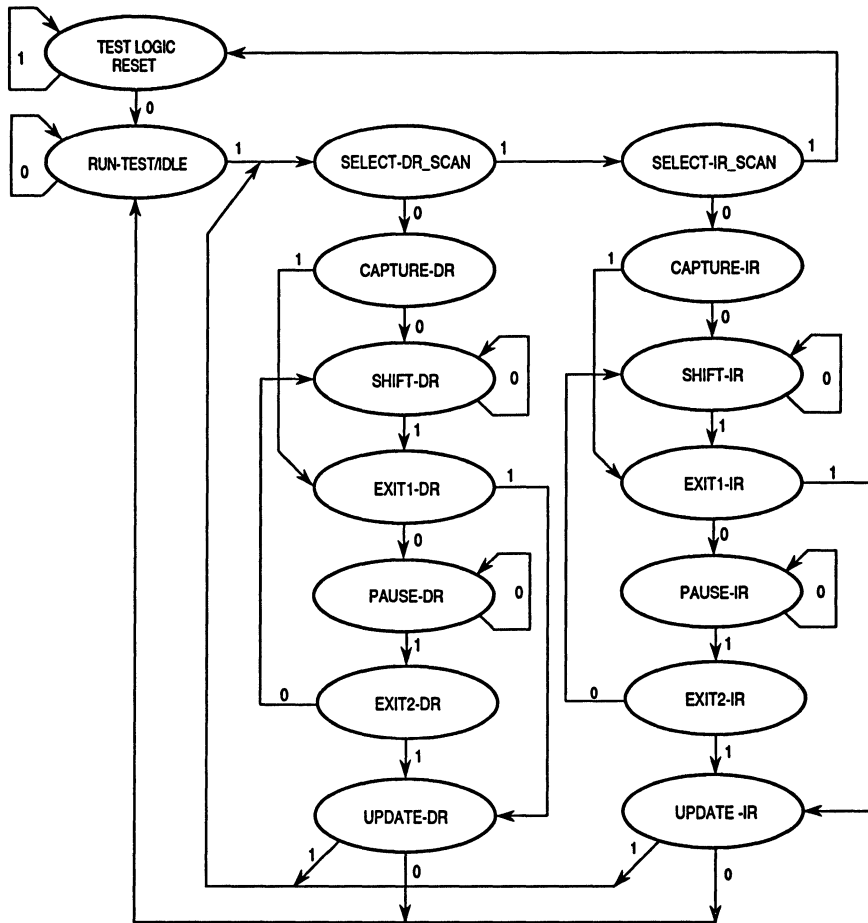 TEST LOGIC
RESET
1
0
RUN-TEST/IDLE
0
1
SELECT-DR_SCAN
1
SELECT-IR_SCAN
1
0
0
CAPTURE-DR
1
CAPTURE-IR
1
0
0
SHIFT-DR
0
SHIFT-IR
0
1
1
EXIT1-DR
1
EXIT1-IR
1
0
0
PAUSE-DR
0
PAUSE-IR
0
1
1
EXIT2-DR
0
EXIT2-IR
0
1
1
UPDATE-DR
UPDATE -IR
1
0
1
0